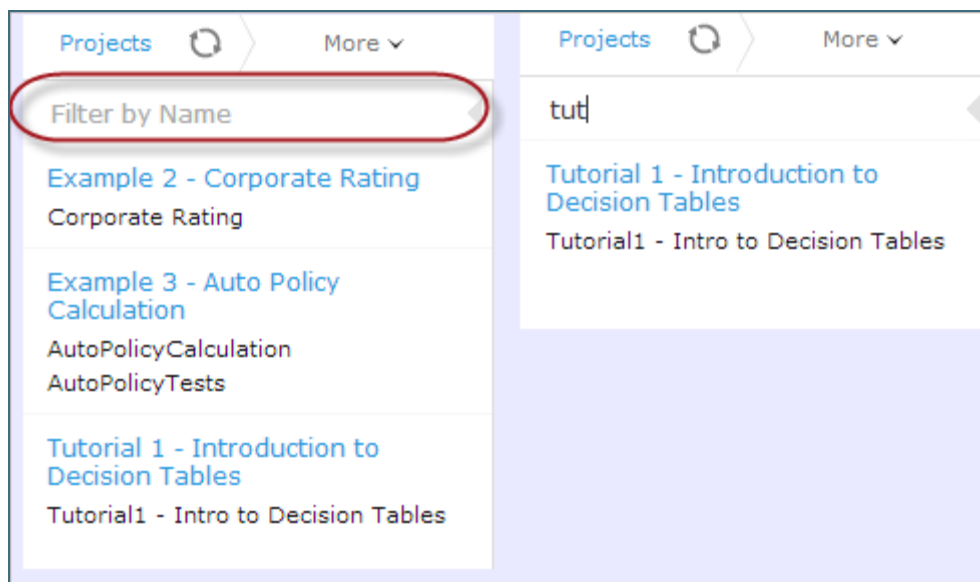 Projects More
Filter by Name
Example 2 - Corporate Rating
Corporate Rating
Example 3 - Auto Policy
Calculation
AutoPolicyCalculation
AutoPolicyTests
Tutorial 1 - Introduction to
Decision Tables
Tutorial1 - Intro to Decision Tables
Projects More
tut
Tutorial 1 - Introduction to
Decision Tables
Tutorial1 - Intro to Decision Tables